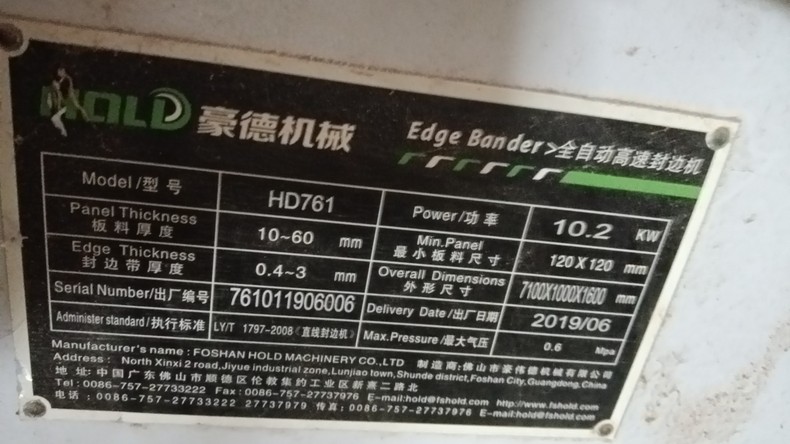 HOLD 豪德机械 Edge Bander>全自动高速封边机
Model/型号 HD761 Power/功率 10.2 KW
Panel Thickness 板料厚度 10~60 mm Min.Panel 最小板料尺寸 120X120 mm
Edge Thickness 封边带厚度 0.4~3 mm Overall Dimensions 外形尺寸 7100X1000X1600 mm
Serial Number/出厂编号 761011906006 Delivery Date/出厂日期 2019/06
Administer standard/执行标准 LY/T 1797-2008《直线封边机》 Max.Pressure/最大气压 0.6 Mpa
Manufacturer's name : FOSHAN HOLD MACHINERY CO.,LTD 制造商:佛山市豪伟德机械有限公司
Address : North Xinxi 2 road,Jiyue industrial zone,Lunjiao town,Shunde district,Foshan City,Guangdong,China
地 址: 中国广东佛山市顺德区伦教集约工业区新熹二路北
Tel : 0086-757-27733222 Fax : 0086-757-27737976 E-mail:hold@fshold.com http://www.fshold.com
电话 : 0086-757-27733222 27737979 传真 : 0086-757-27737976 E-mail:hold@fshold.com